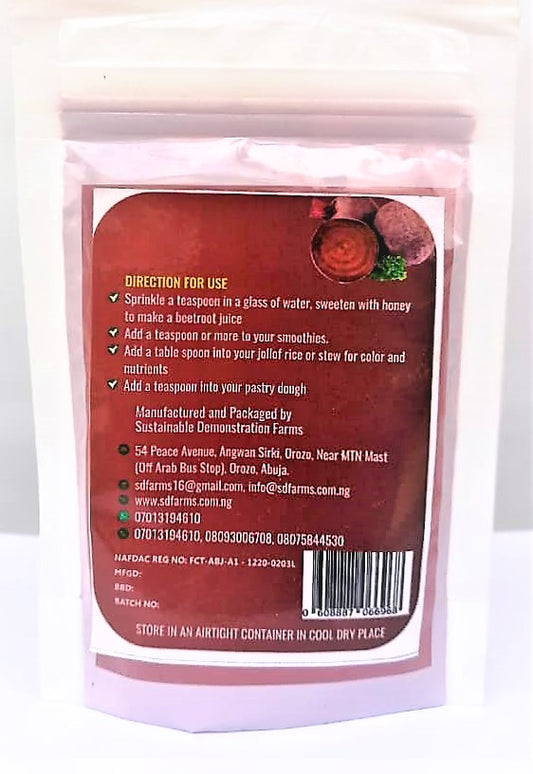 DIRECTION FOR USE
Sprinkle a teaspoon in a glass of water, sweeten with honey
to make a beetroot juice
Add a teaspoon or more to your smoothies.
Add a table spoon into your jollof rice or stew for color and
nutrients
Add a teaspoon into your pastry dough
Manufactured and Packaged by
Sustainable Demonstration Farms
54 Peace Avenue, Angwan Sirki, Orozo, Near MTN Mast
(Off Arab Bus Stop), Orozo, Abuja.
sdfarms16@gmail.com, info@sdfarms.com.ng
www.sdfarms.com.ng
07013194610
07013194610, 08093006708, 08075844530
NAFDAC REG NO: FCT-ABJ-A1 - 1220-0203L
MFGD:
BBD:
BATCH NO:
0 608887 066968
STORE IN AN AIRTIGHT CONTAINER IN COOL DRY PLACE